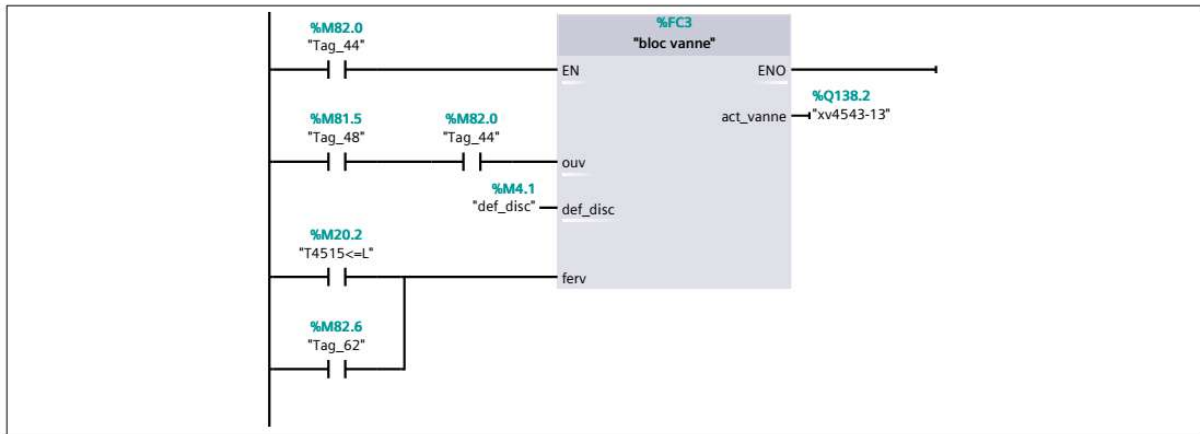 %M82.0
"Tag_44"
%FC3
"bloc vanne"
EN
ENO
%Q138.2
act_vanne
"xv4543-13"
%M81.5
"Tag_48"
%M82.0
"Tag_44"
ouv
%M4.1
"def_disc"
def_disc
%M20.2
"T4515<=L"
ferv
%M82.6
"Tag_62"